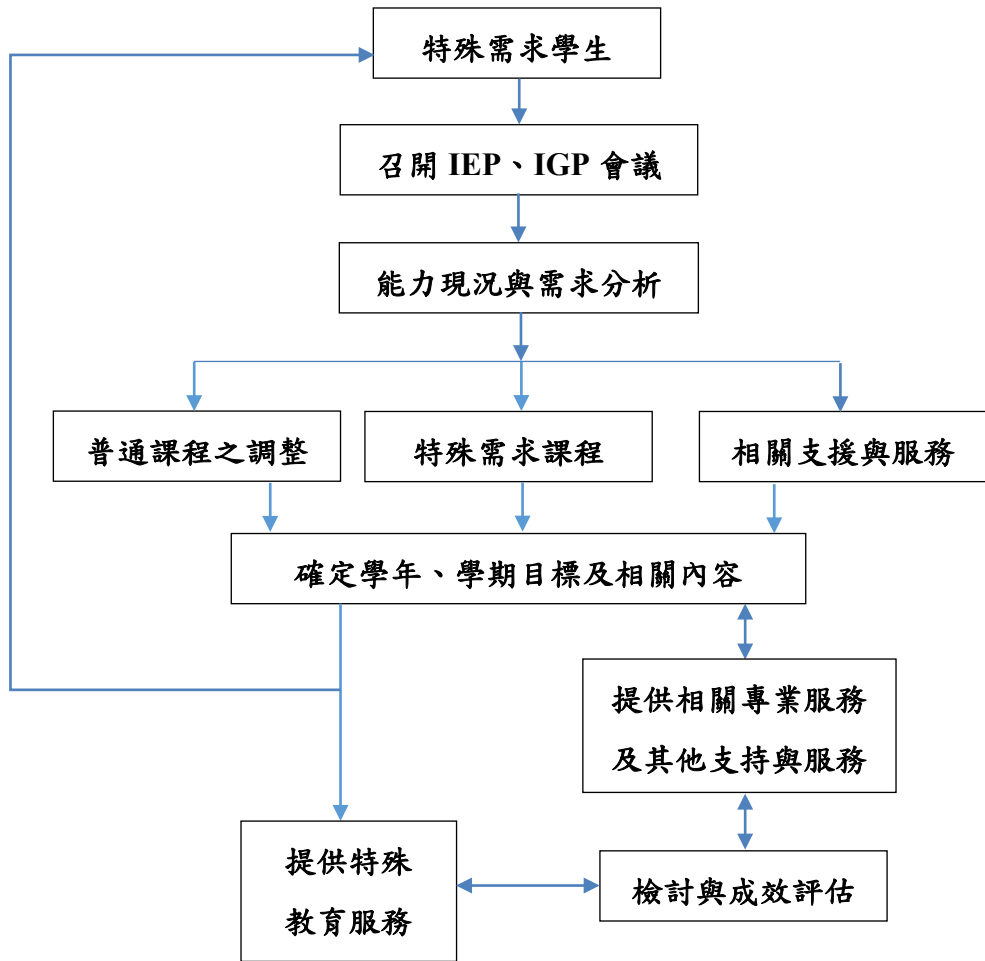 特殊需求學生
召開 IEP、IGP 會議
能力現況與需求分析
普通課程之調整
特殊需求課程
相關支援與服務
確定學年、學期目標及相關內容
提供相關專業服務
及其他支持與服務
提供特殊
教育服務
檢討與成效評估